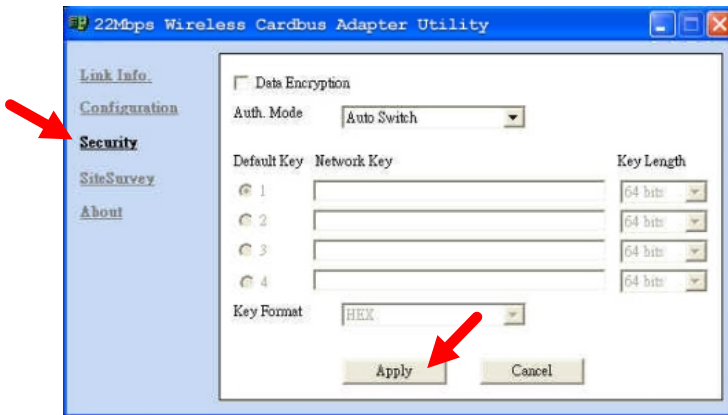 22Mbps Wireless Cardbus Adapter Utility
Link Info.
Configuration
Security
SiteSurvey
About
Data Encryption
Auth. Mode Auto Switch
Default Key Network Key Key Length
1 64 bits
2 64 bits
3 64 bits
4 64 bits
Key Format HEX
Apply Cancel